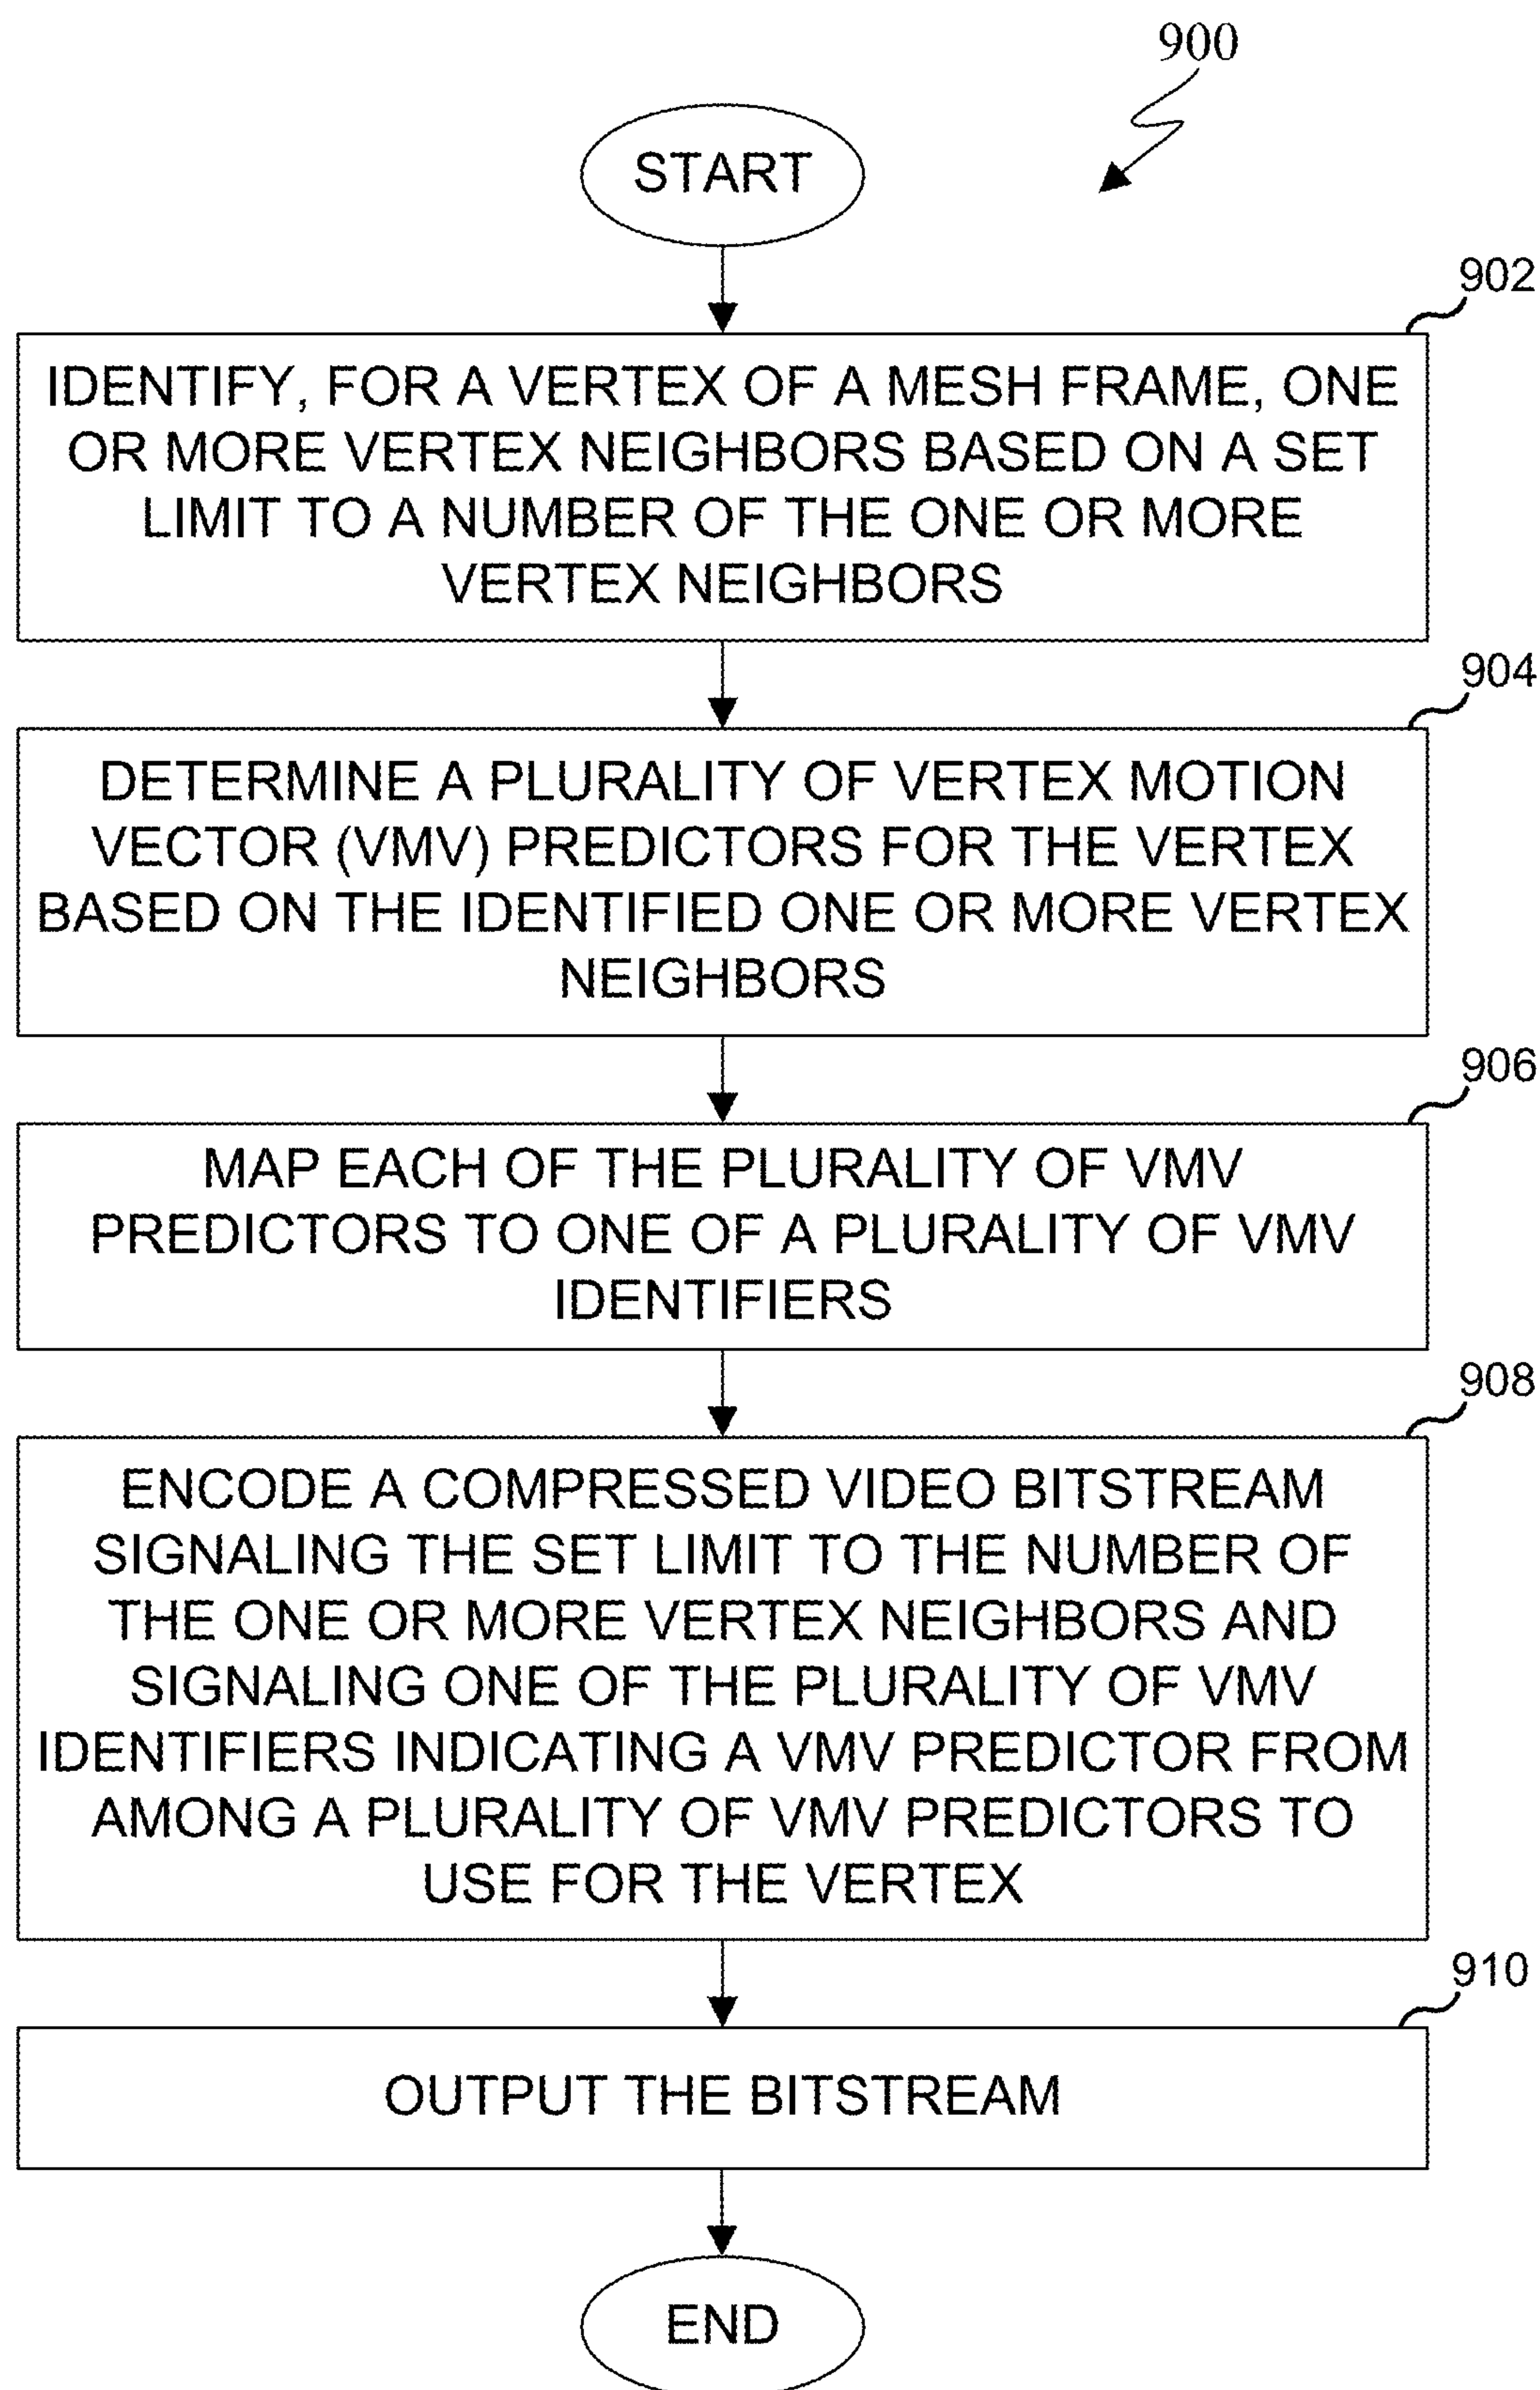 900
START
902
IDENTIFY, FOR A VERTEX OF A MESH FRAME, ONE
OR MORE VERTEX NEIGHBORS BASED ON A SET
LIMIT TO A NUMBER OF THE ONE OR MORE
VERTEX NEIGHBORS
904
DETERMINE A PLURALITY OF VERTEX MOTION
VECTOR (VMV) PREDICTORS FOR THE VERTEX
BASED ON THE IDENTIFIED ONE OR MORE VERTEX
NEIGHBORS
906
MAP EACH OF THE PLURALITY OF VMV
PREDICTORS TO ONE OF A PLURALITY OF VMV
IDENTIFIERS
908
ENCODE A COMPRESSED VIDEO BITSTREAM
SIGNALING THE SET LIMIT TO THE NUMBER OF
THE ONE OR MORE VERTEX NEIGHBORS AND
SIGNALING ONE OF THE PLURALITY OF VMV
IDENTIFIERS INDICATING A VMV PREDICTOR FROM
AMONG A PLURALITY OF VMV PREDICTORS TO
USE FOR THE VERTEX
910
OUTPUT THE BITSTREAM
END